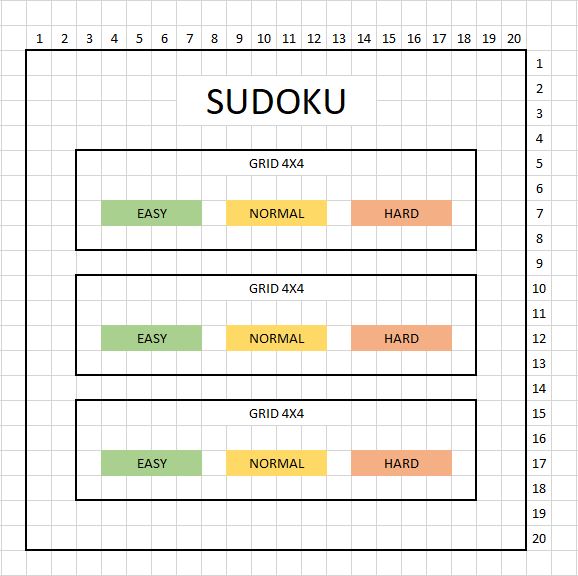 1 2 3 4 5 6 7 8 9 10 11 12 13 14 15 16 17 18 19 20
1
SUDOKU
2
3
4
GRID 4X4
5
6
EASY NORMAL HARD
7
8
9
GRID 4X4
10
11
EASY NORMAL HARD
12
13
14
GRID 4X4
15
16
EASY NORMAL HARD
17
18
19
20